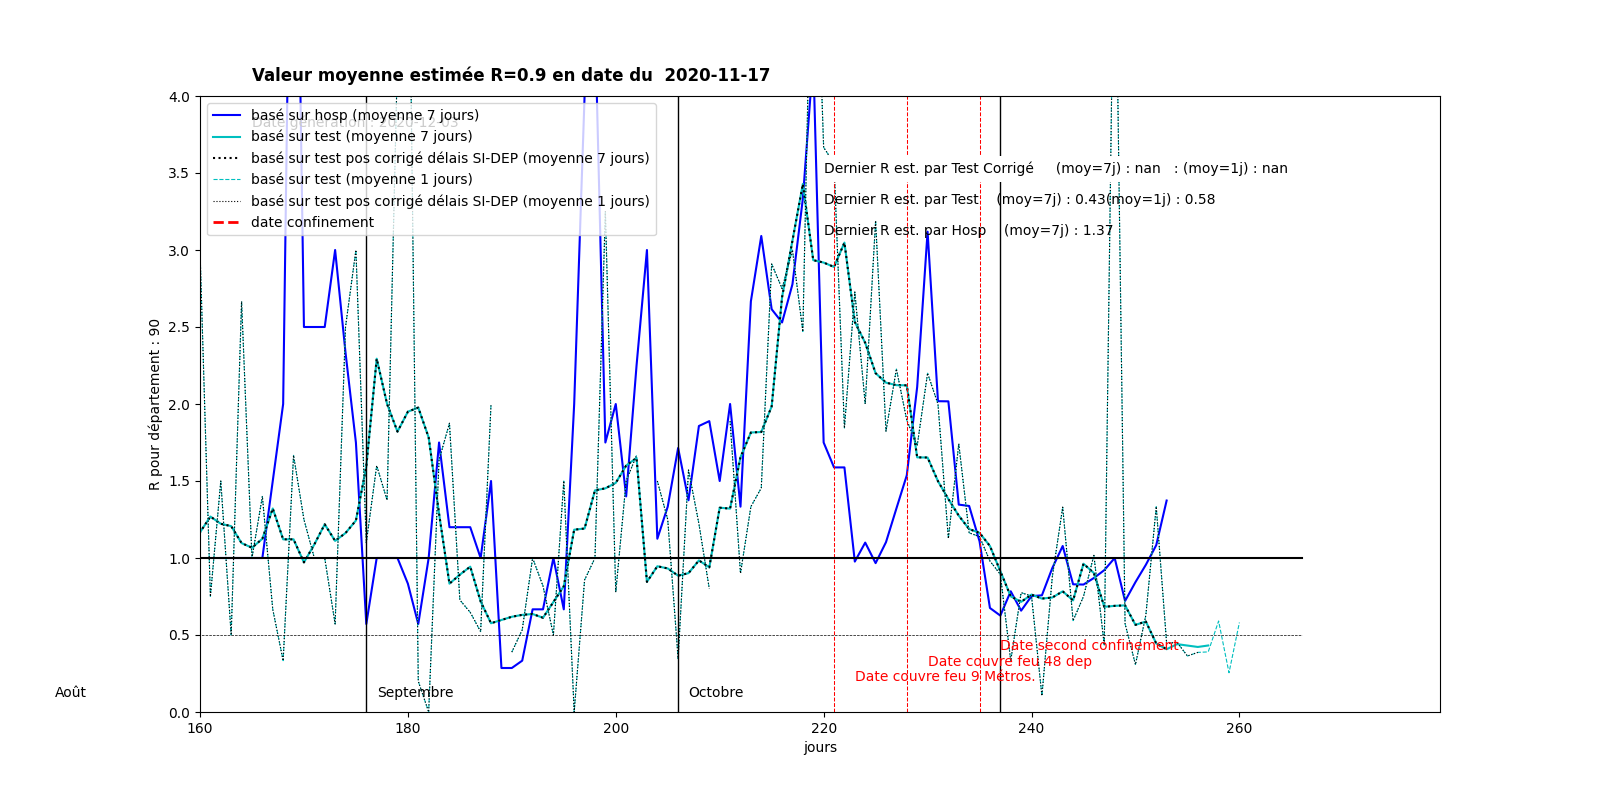 Valeur moyenne estimée R=0.9 en date du  2020-11-17
4.0
3.5
3.0
2.5
2.0
1.5
1.0
0.5
0.0
R pour département : 90
basé sur hosp (moyenne 7 jours)
Date génération : 2020-12-03
basé sur test (moyenne 7 jours)
basé sur test pos corrigé délais SI-DEP (moyenne 7 jours)
basé sur test (moyenne 1 jours)
basé sur test pos corrigé délais SI-DEP (moyenne 1 jours)
date confinement
Dernier R est. par Test Corrigé     (moy=7j) : nan   : (moy=1j) : nan
Dernier R est. par Test    (moy=7j) : 0.43(moy=1j) : 0.58
Dernier R est. par Hosp    (moy=7j) : 1.37
Date second confinement
Date couvre feu 48 dep
Date couvre feu 9 Métros.
Août
Septembre
Octobre
160
180
200
220
240
260
jours